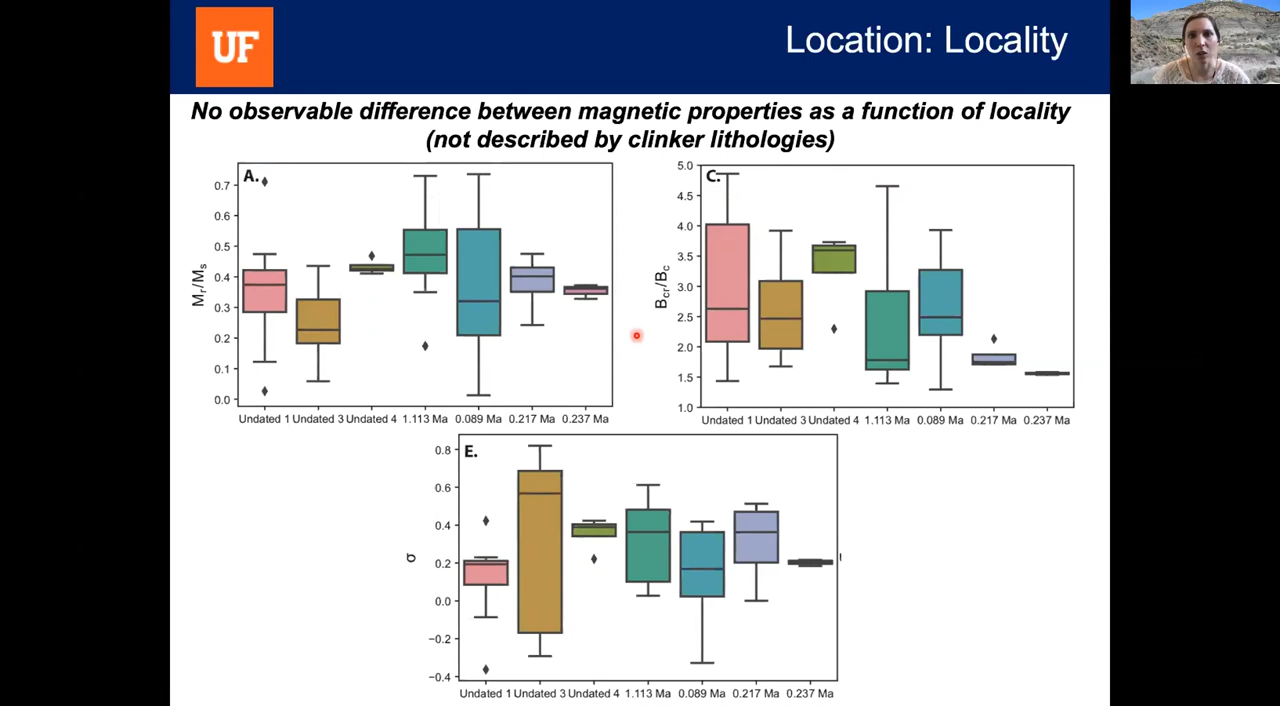 UF
Location: Locality
No observable difference between magnetic properties as a function of locality
(not described by clinker lithologies)
A.
Mr/Ms
0.7
0.6
0.5
0.4
0.3
0.2
0.1
0.0
Undated 1 Undated 3 Undated 4 1.113 Ma 0.089 Ma 0.217 Ma 0.237 Ma
C.
Bcr/Bc
5.0
4.5
4.0
3.5
3.0
2.5
2.0
1.5
1.0
Undated 1 Undated 3 Undated 4 1.113 Ma 0.089 Ma 0.217 Ma 0.237 Ma
E.
σ
0.8
0.6
0.4
0.2
0.0
−0.2
−0.4
Undated 1 Undated 3 Undated 4 1.113 Ma 0.089 Ma 0.217 Ma 0.237 Ma